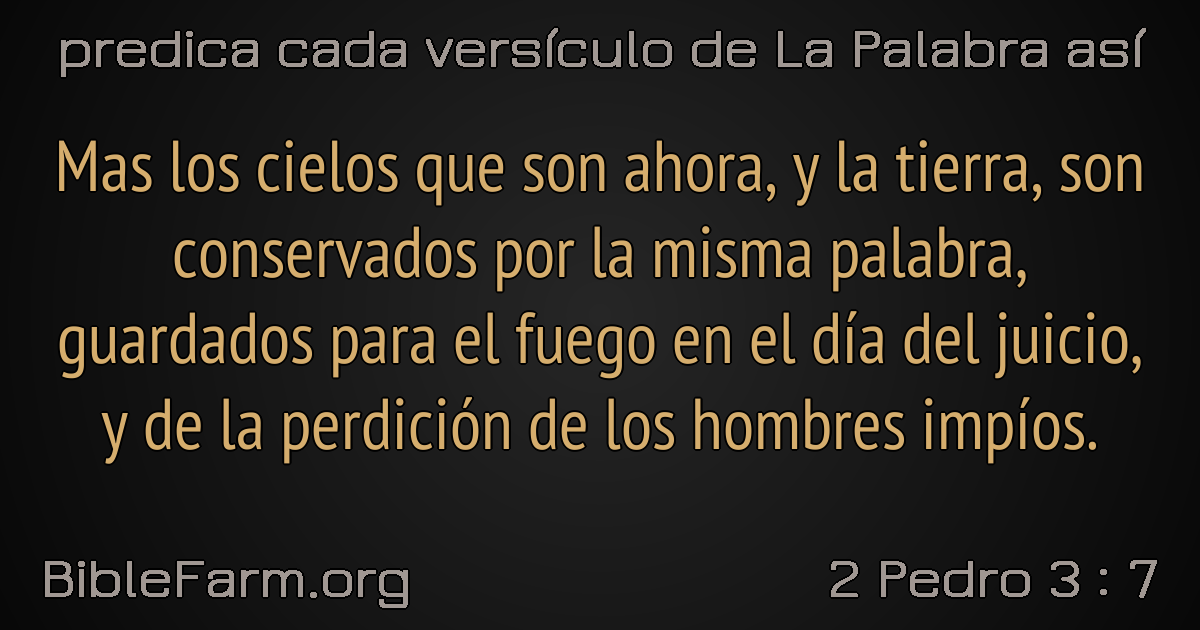 predica cada versículo de La Palabra así
Mas los cielos que son ahora, y la tierra, son
conservados por la misma palabra,
guardados para el fuego en el día del juicio,
y de la perdición de los hombres impíos.
BibleFarm.org
2 Pedro 3 : 7